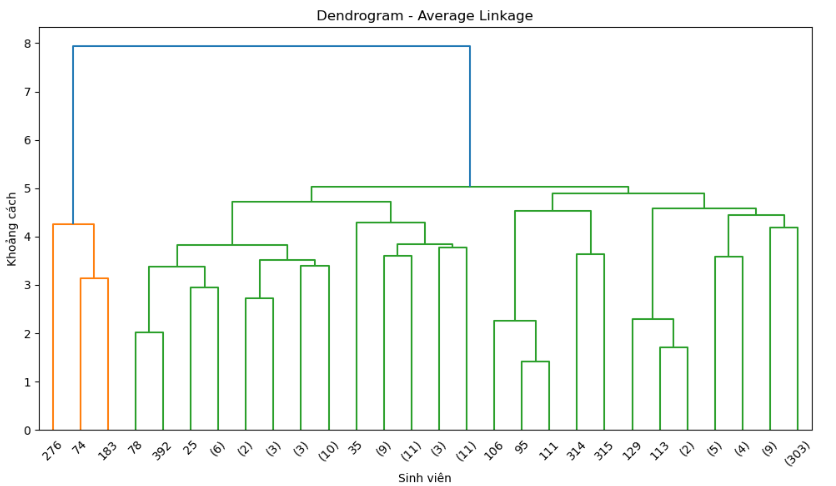 Dendrogram - Average Linkage
8
7
6
5
4
3
2
1
0
Khoảng cách
276 74 183 78 392 25 (6) (2) (3) (3) (10) 35 (9) (11) (3) (11) 106 95 111 314 315 129 113 (2) (5) (4) (9) (303)
Sinh viên